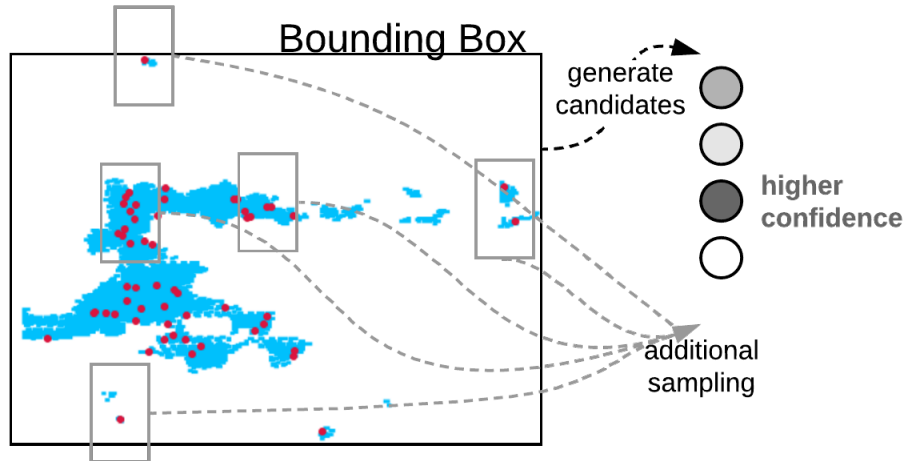 Bounding Box
generate
candidates
higher
confidence
additional
sampling